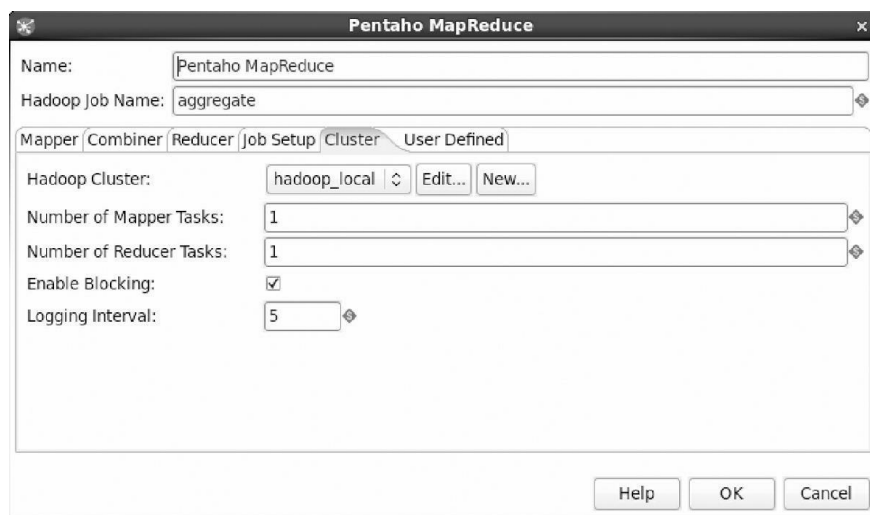 Pentaho MapReduce
Name: Pentaho MapReduce
Hadoop Job Name: aggregate
Mapper Combiner Reducer Job Setup Cluster User Defined
Hadoop Cluster: hadoop_local Edit... New...
Number of Mapper Tasks: 1
Number of Reducer Tasks: 1
Enable Blocking:
Logging Interval: 5
Help OK Cancel